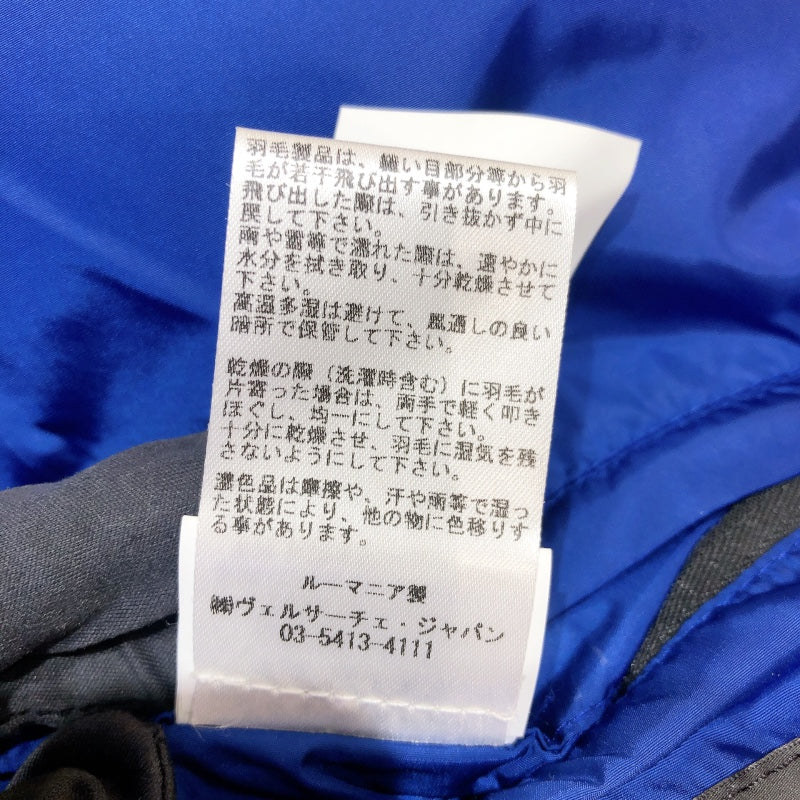 羽毛製品は、縫い目部分等から羽
毛が若干飛び出す事があります。
飛び出した際は、引き抜かず中に
戻して下さい。
雨や雪等で濡れた際は、速やかに
水分を拭き取り、十分乾燥させて
下さい。
高温多湿は避けて、風通しの良い
暗所で保管して下さい。
乾燥の際（洗濯時含む）に羽毛が
片寄った場合は、両手で軽く叩き
ほぐし、均一にして下さい。
十分に乾燥させ、羽毛に湿気を残
さないようにして下さい。
濃色品は摩擦や、汗や雨等で湿っ
た状態により、他の物に色移りす
る事があります。
ルーマニア製
㈱ヴェルサーチェ・ジャパン
03-5413-4111